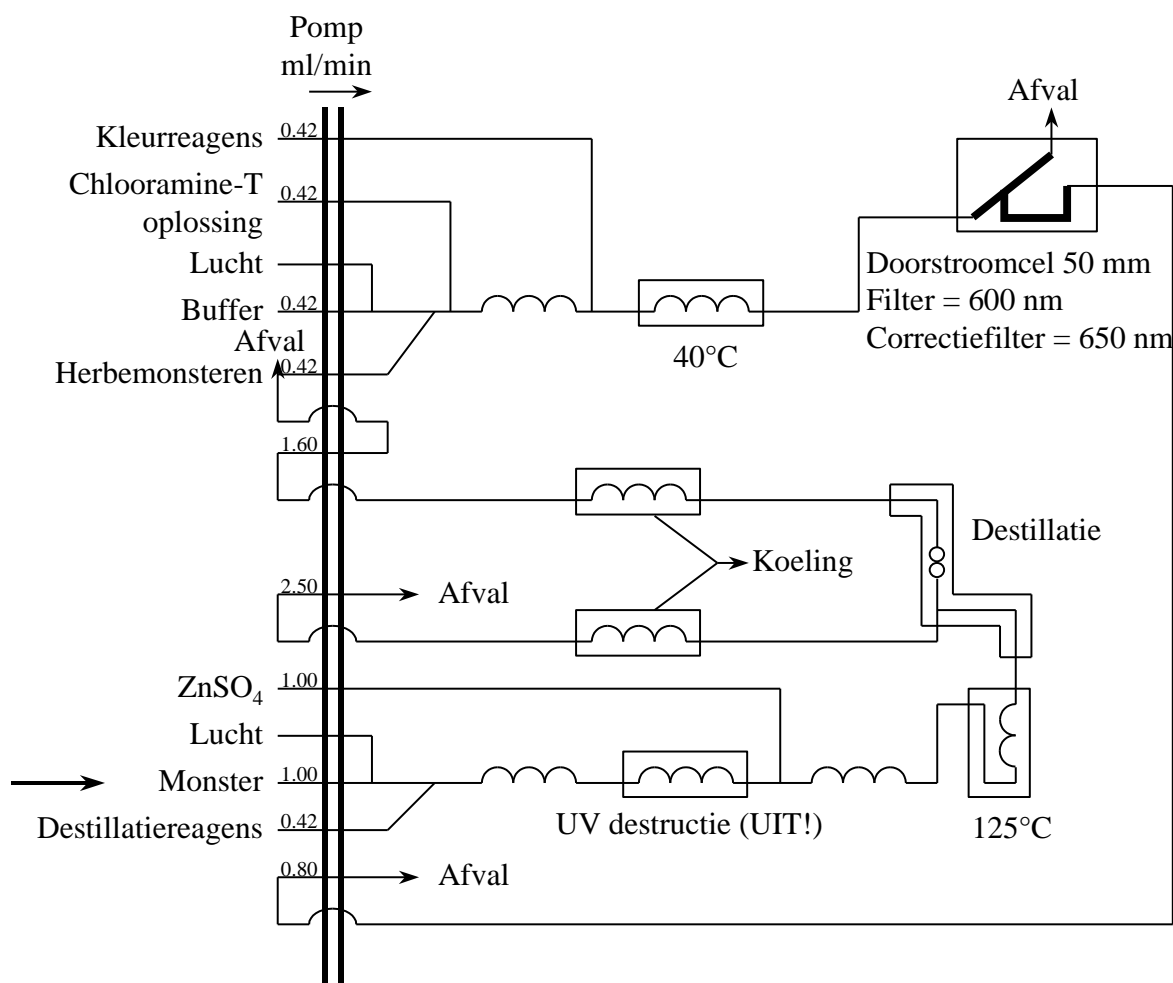 Pomp
ml/min
Afval
Kleurreagens 0.42
Chlooramine-T
oplossing 0.42
Lucht
Buffer 0.42
Doorstroomcel 50 mm
Filter = 600 nm
Correctiefilter = 650 nm
40°C
Afval
Herbemonsteren 0.42
1.60
Destillatie
Koeling
2.50 Afval
ZnSO₄ 1.00
Lucht
Monster 1.00
Destillatiereagens 0.42
UV destructie (UIT!)
125°C
0.80 Afval